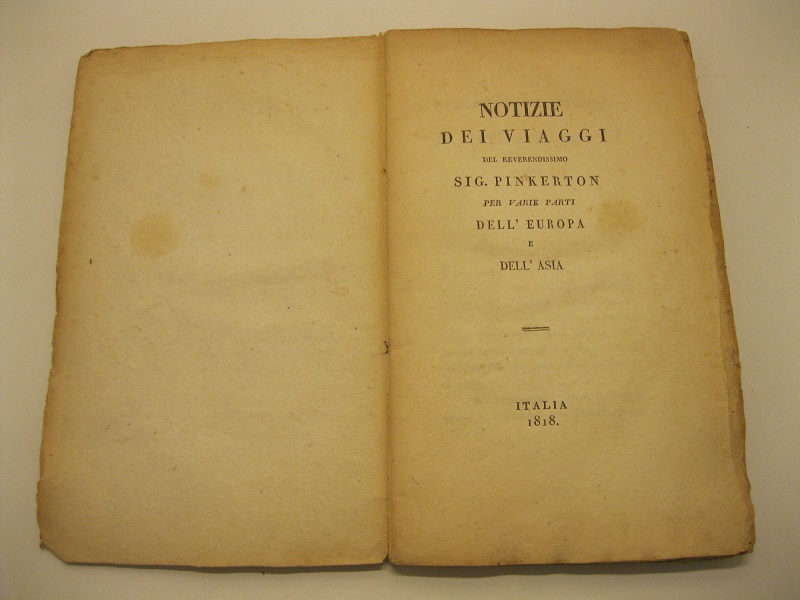 NOTIZIE
DEI VIAGGI
DEL REVERENDISSIMO
SIG. PINKERTON
PER VARIE PARTI
DELL' EUROPA
E
DELL' ASIA
ITALIA
1818.